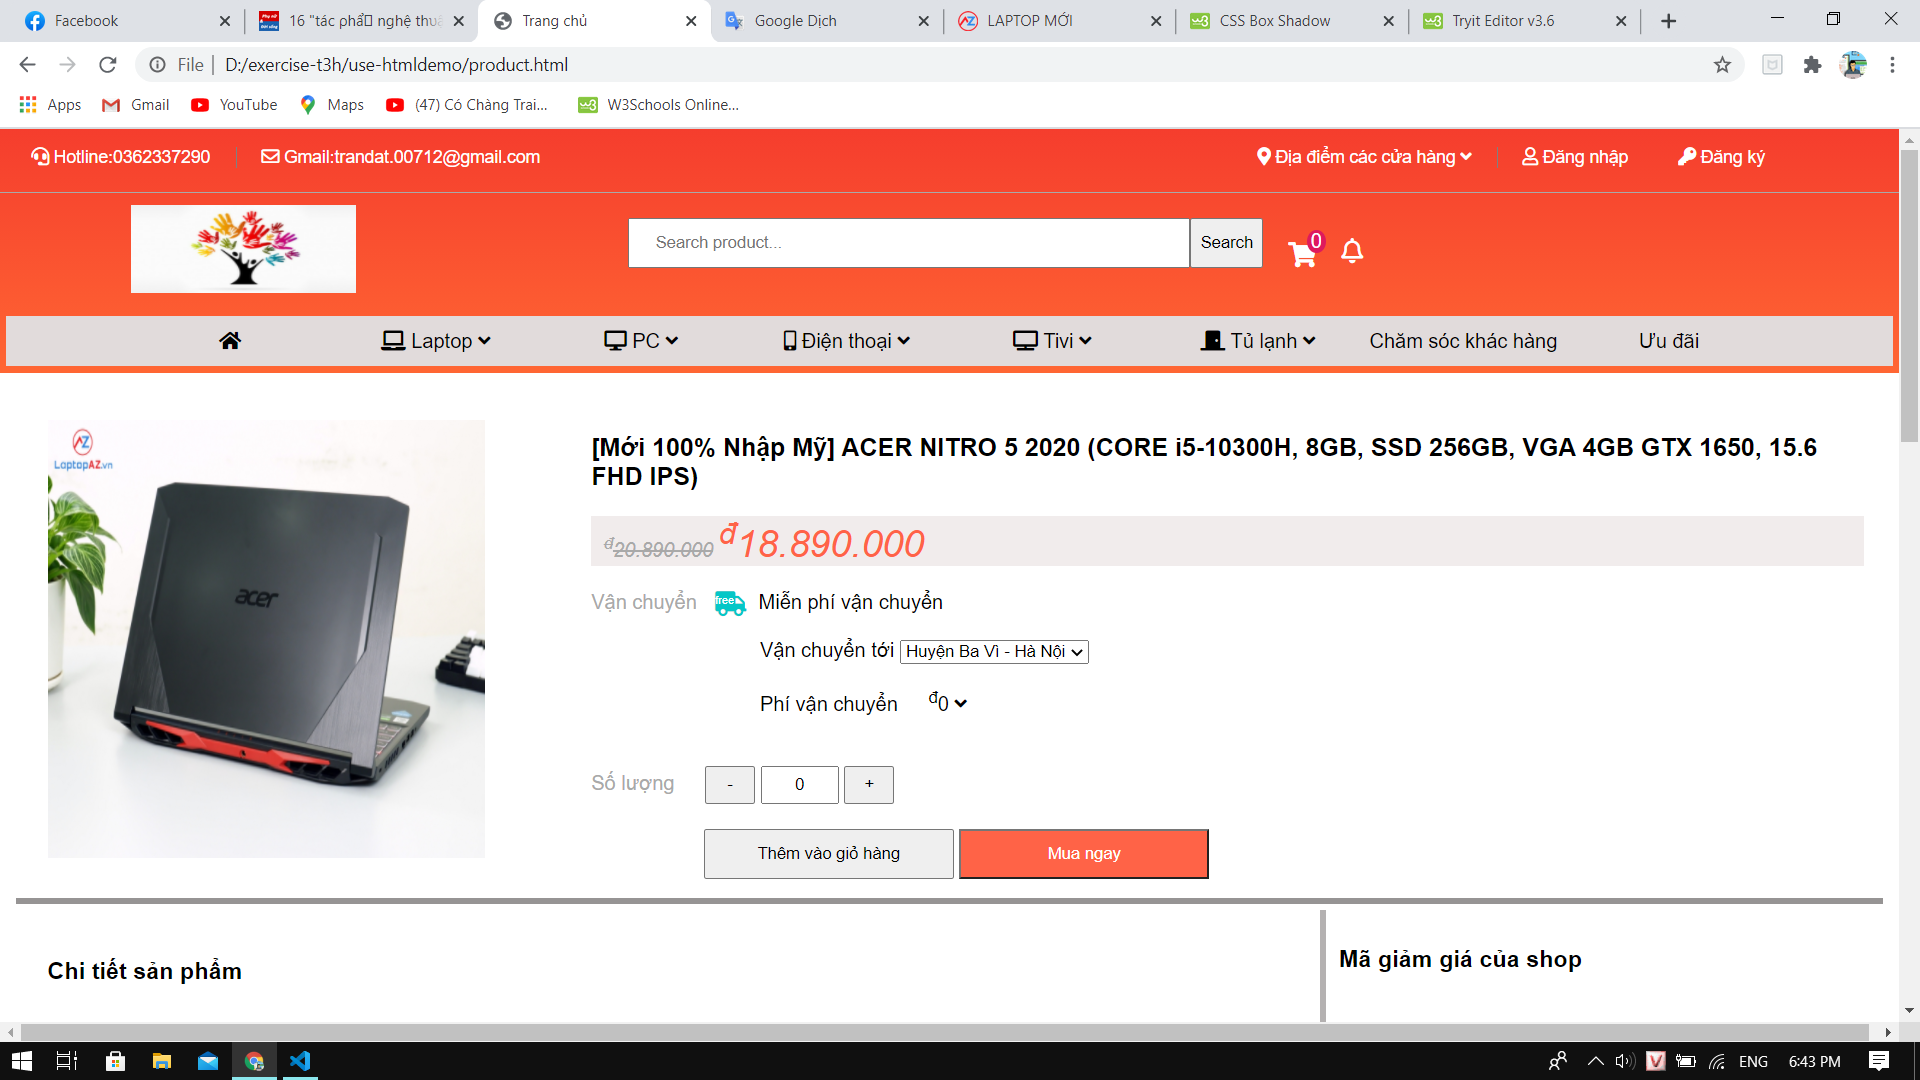 Facebook
16 "tác phẩ
Trang chủ
Google Dịch
LAPTOP MỚI
CSS Box Shadow
Tryit Editor v3.6
File | D:/exercise-t3h/use-htmldemo/product.html
Apps
Gmail
YouTube
Maps
(47) Có Chàng Trai...
W3Schools Online...
Hotline:0362337290
Gmail:trandat.00712@gmail.com
Địa điểm các cửa hàng
Đăng nhập
Đăng ký
Search product...
Search
0
Laptop
PC
Điện thoại
Tivi
Tủ lạnh
Chăm sóc khác hàng
Ưu đãi
LaptopAZ.vn
acer
[Mới 100% Nhập Mỹ] ACER NITRO 5 2020 (CORE i5-10300H, 8GB, SSD 256GB, VGA 4GB GTX 1650, 15.6
FHD IPS)
đ20.890.000 đ18.890.000
Vận chuyển free Miễn phí vận chuyển
Vận chuyển tới Huyện Ba Vì - Hà Nội
Phí vận chuyển đ0
Số lượng - 0 +
Thêm vào giỏ hàng
Mua ngay
Chi tiết sản phẩm
Mã giảm giá của shop
ENG
6:43 PM